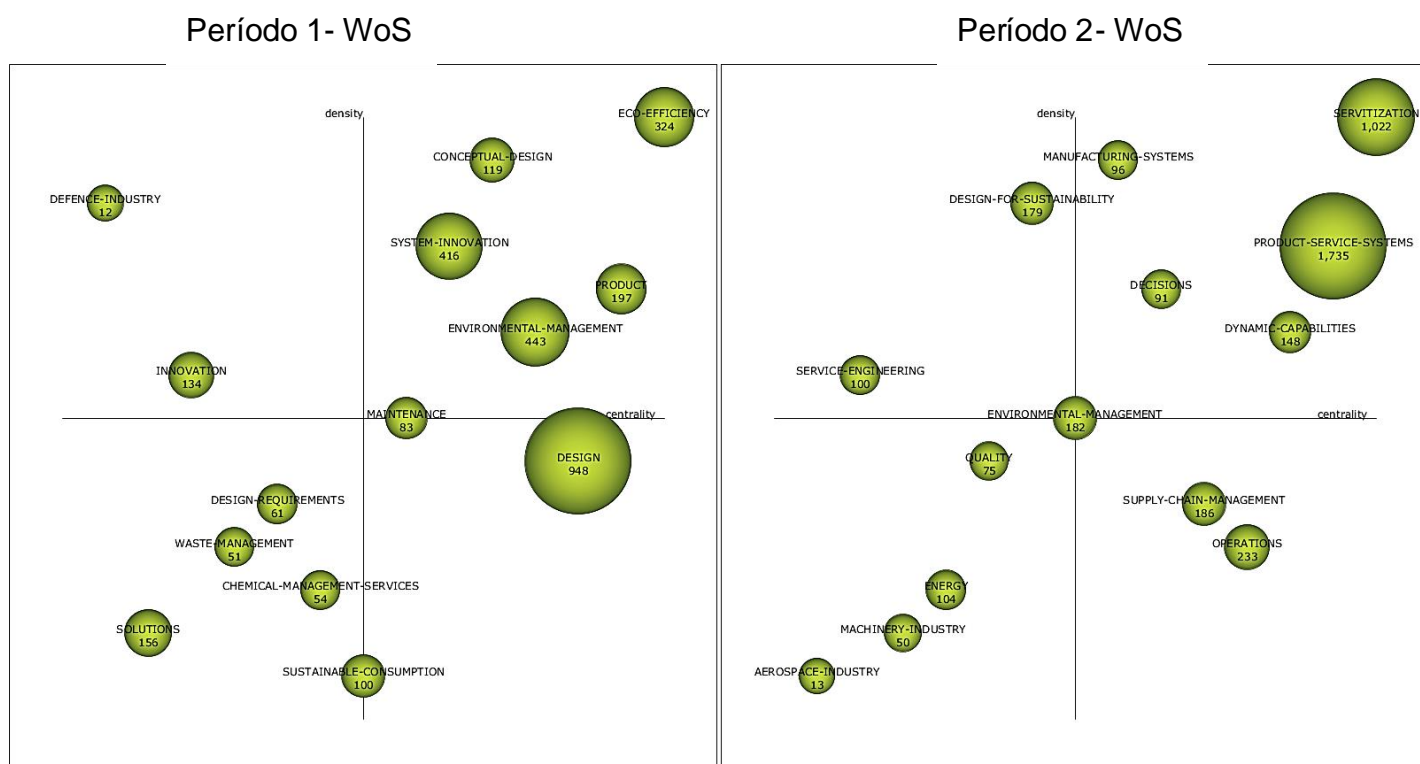 Período 1- WoS
density
centrality
ECO-EFFICIENCY
324
CONCEPTUAL-DESIGN
119
DEFENCE-INDUSTRY
12
SYSTEM-INNOVATION
416
PRODUCT
197
ENVIRONMENTAL-MANAGEMENT
443
INNOVATION
134
MAINTENANCE
83
DESIGN
948
DESIGN-REQUIREMENTS
61
WASTE-MANAGEMENT
51
CHEMICAL-MANAGEMENT-SERVICES
54
SOLUTIONS
156
SUSTAINABLE-CONSUMPTION
100
Período 2- WoS
density
centrality
SERVITIZATION
1,022
MANUFACTURING-SYSTEMS
96
DESIGN-FOR-SUSTAINABILITY
179
PRODUCT-SERVICE-SYSTEMS
1,735
DECISIONS
91
DYNAMIC-CAPABILITIES
148
SERVICE-ENGINEERING
100
ENVIRONMENTAL-MANAGEMENT
182
QUALITY
75
SUPPLY-CHAIN-MANAGEMENT
186
OPERATIONS
233
ENERGY
104
MACHINERY-INDUSTRY
50
AEROSPACE-INDUSTRY
13